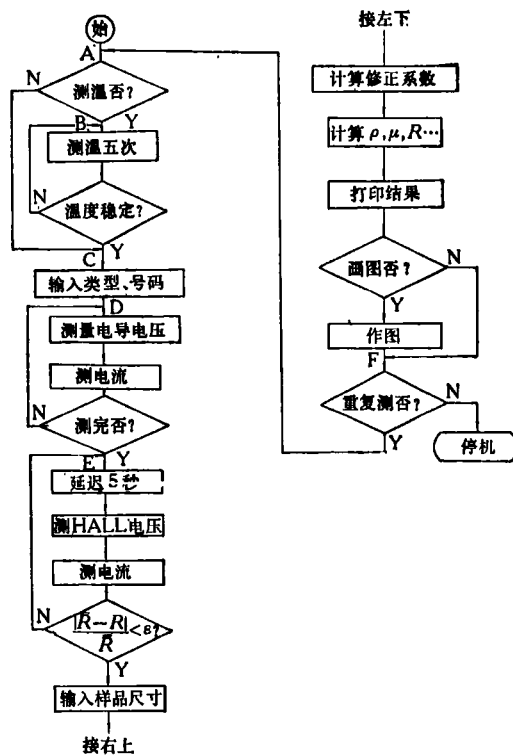 始
A
N
测温否?
B
Y
测温五次
N
温度稳定?
C
Y
输入类型、号码
D
测量电导电压
测电流
N
测完否?
E
Y
延迟5秒
测HALL电压
测电流
N
|R̄-R|
R̄
<ε?
Y
输入样品尺寸
接右上
接左下
计算修正系数
计算ρ,μ,R…
打印结果
画图否?
N
Y
作图
F
重复测否?
N
Y
停机